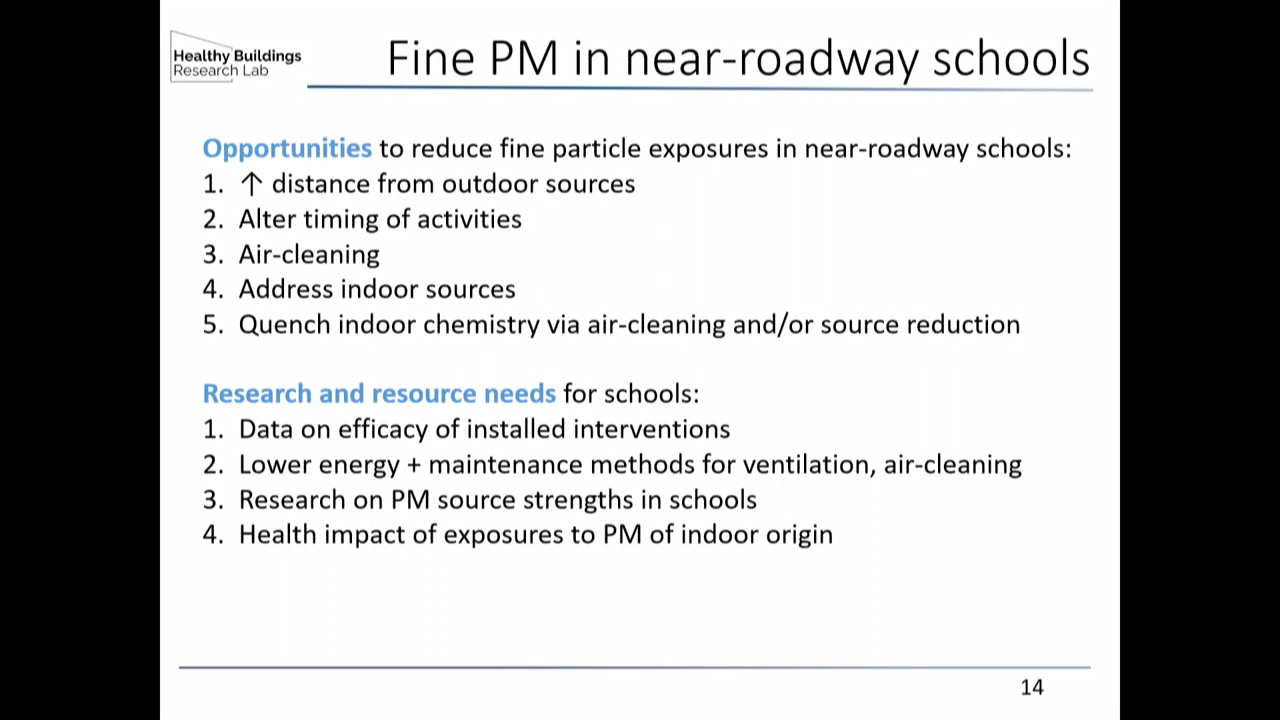 Healthy Buildings
Research Lab
Fine PM in near-roadway schools
Opportunities to reduce fine particle exposures in near-roadway schools:
1. ↑ distance from outdoor sources
2. Alter timing of activities
3. Air-cleaning
4. Address indoor sources
5. Quench indoor chemistry via air-cleaning and/or source reduction
Research and resource needs for schools:
1. Data on efficacy of installed interventions
2. Lower energy + maintenance methods for ventilation, air-cleaning
3. Research on PM source strengths in schools
4. Health impact of exposures to PM of indoor origin
14